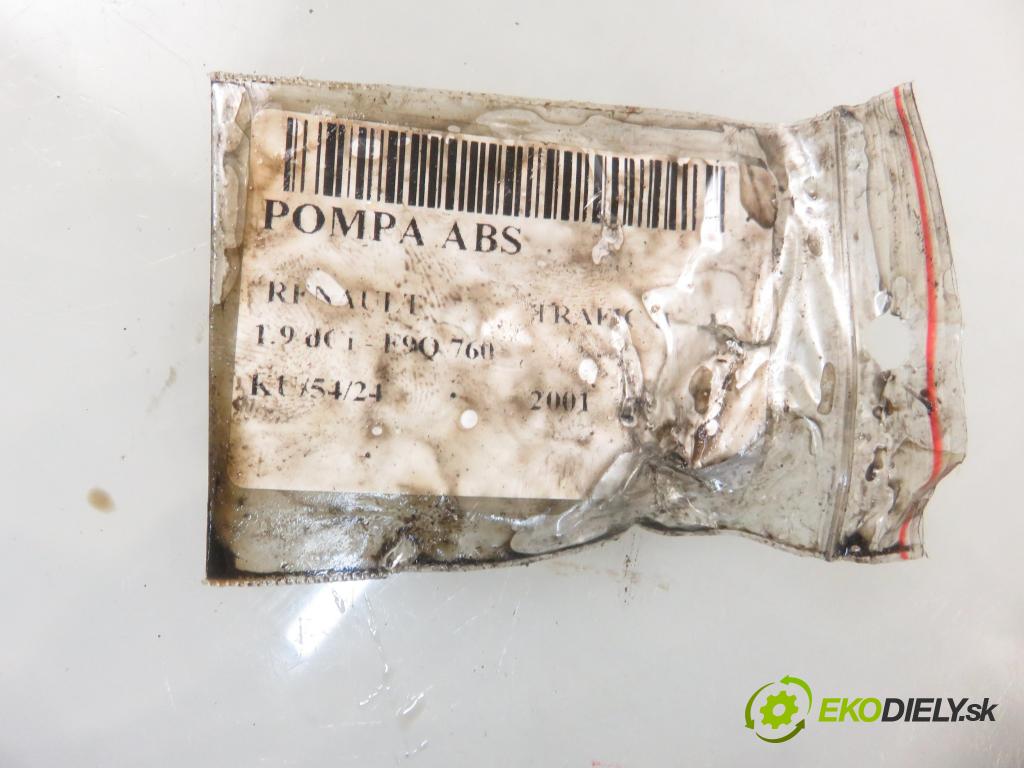 POMPA ABS
RENAULT TRAFIC
1.9 dCi - F9Q 760
KU/54/24 2001
EKODIELY.sk